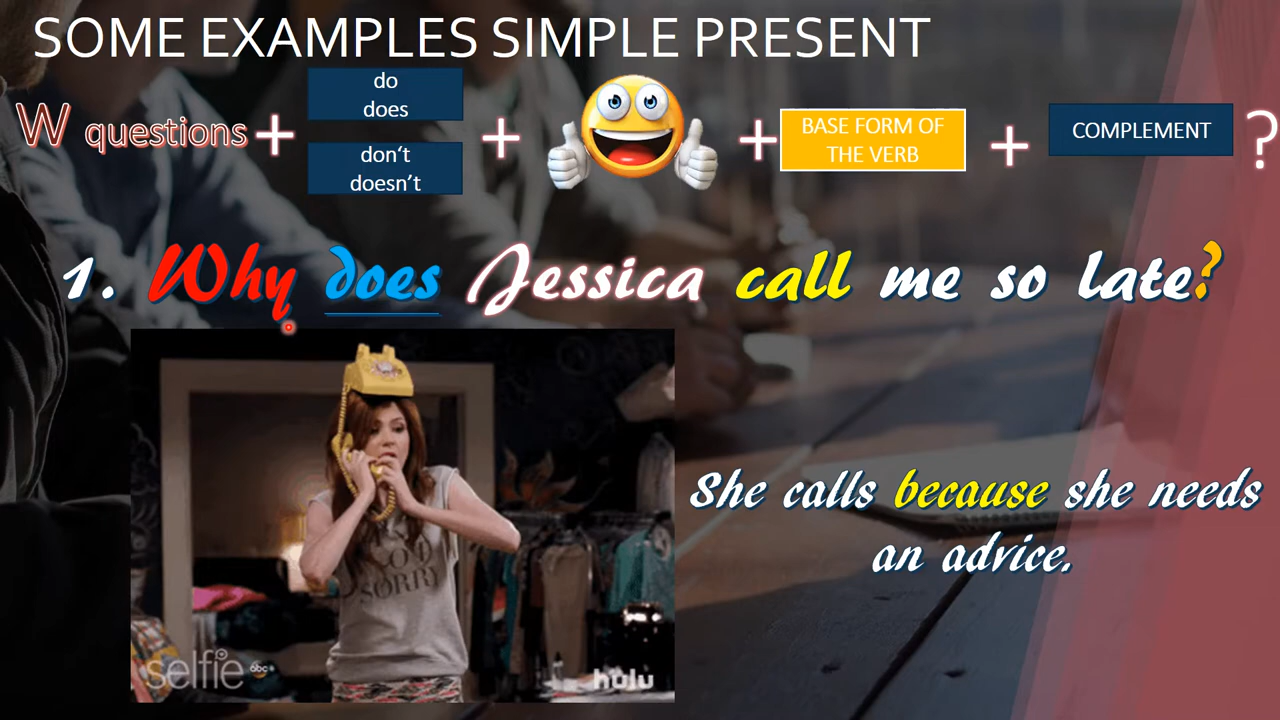 SOME EXAMPLES SIMPLE PRESENT
W questions + do does don't doesn't + + BASE FORM OF THE VERB + COMPLEMENT ?
1. Why does Jessica call me so late?
SORRY
She calls because she needs
an advice.
selfie abc
hulu